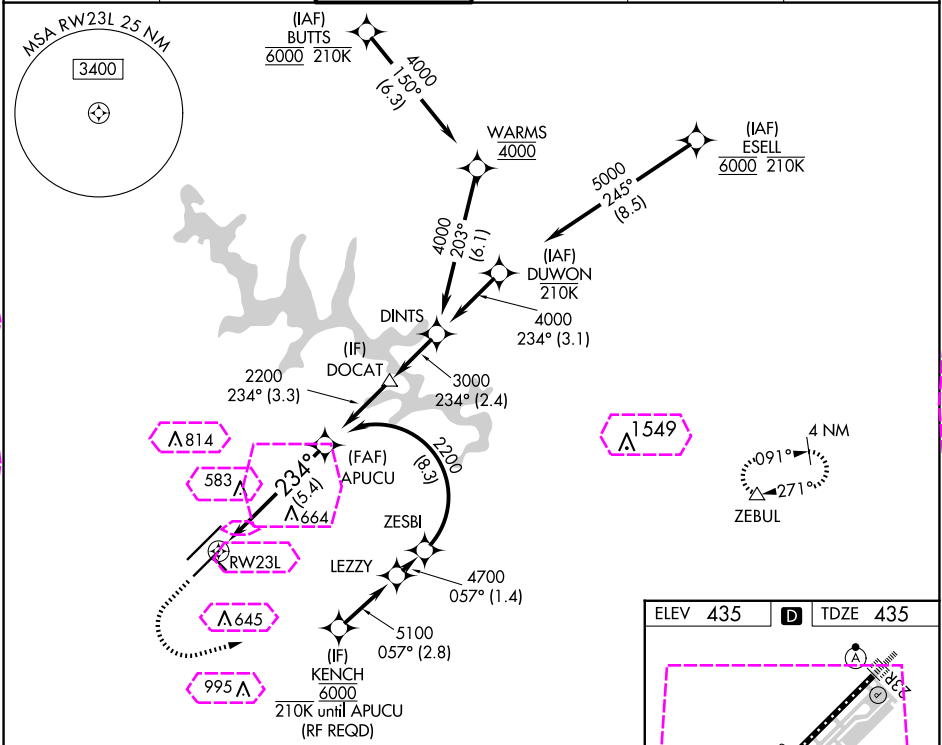 MSA RW23L 25 NM
3400
(IAF)
BUTTS
6000 210K
4000
150°
(6.3)
WARMS
4000
(IAF)
ESELL
6000 210K
5000
245°
(8.5)
4000
203°
(6.1)
(IAF)
DUWON
210K
4000
234° (3.1)
DINTS
(IF)
DOCAT
3000
234° (2.4)
2200
234° (3.3)
814
583
234°
(5.4)
664
(FAF)
APUCU
2200
(8.3)
1549
4 NM
091°
271°
ZEBUL
ZESBI
LEZZY
4700
057° (1.4)
RW23L
645
5100
057° (2.8)
995
(IF)
KENCH
6000
210K until APUCU
(RF REQD)
ELEV 435 D TDZE 435
A
23R
P